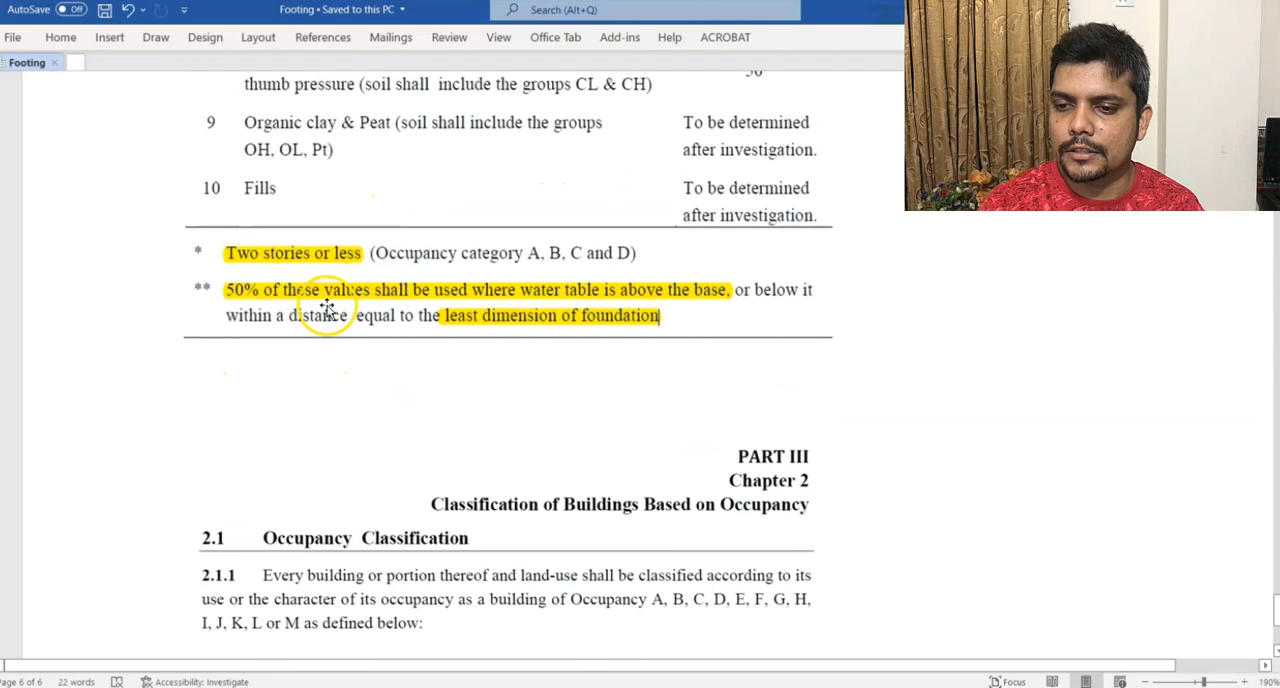 AutoSave Off Footing • Saved to this PC Search (Alt+Q)
File Home Insert Draw Design Layout References Mailings Review View Office Tab Add-ins Help ACROBAT
Footing
thumb pressure (soil shall include the groups CL & CH)
9 Organic clay & Peat (soil shall include the groups To be determined
OH, OL, Pt) after investigation.
10 Fills To be determined
after investigation.
* Two stories or less (Occupancy category A, B, C and D)
** 50% of these values shall be used where water table is above the base, or below it
within a distance equal to the least dimension of foundation
PART III
Chapter 2
Classification of Buildings Based on Occupancy
2.1 Occupancy Classification
2.1.1 Every building or portion thereof and land-use shall be classified according to its
use or the character of its occupancy as a building of Occupancy A, B, C, D, E, F, G, H,
I, J, K, L or M as defined below:
Page 6 of 6 22 words Accessibility: Investigate Focus 190%